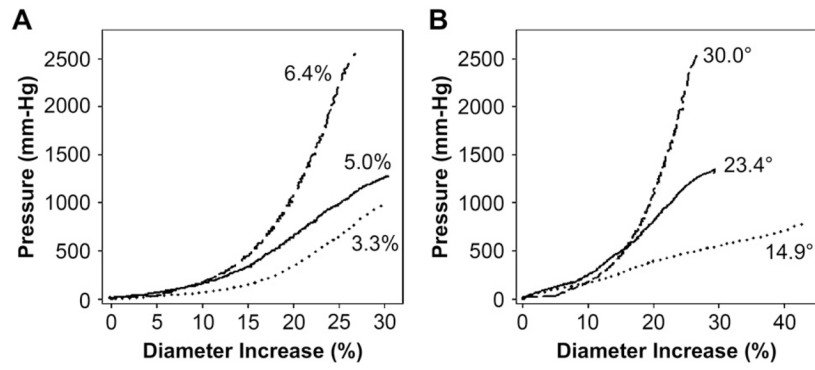 A
Pressure (mm-Hg)
2500
2000
1500
1000
500
0
6.4%
5.0%
3.3%
0 5 10 15 20 25 30
Diameter Increase (%)
B
Pressure (mm-Hg)
2500
2000
1500
1000
500
0
30.0°
23.4°
14.9°
0 10 20 30 40
Diameter Increase (%)